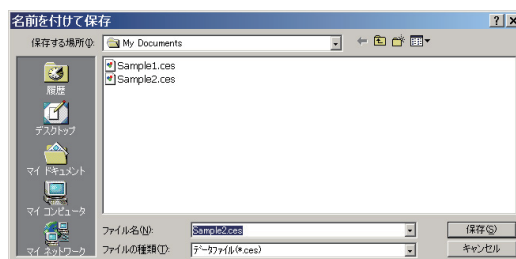 名前を付けて保存
保存する場所(I): My Documents
Sample1.ces
Sample2.ces
履歴
デスクトップ
マイ ドキュメント
マイ コンピュータ
マイ ネットワーク
ファイル名(N): Sample2.ces 保存(S)
ファイルの種類(T): データファイル(*.ces) キャンセル